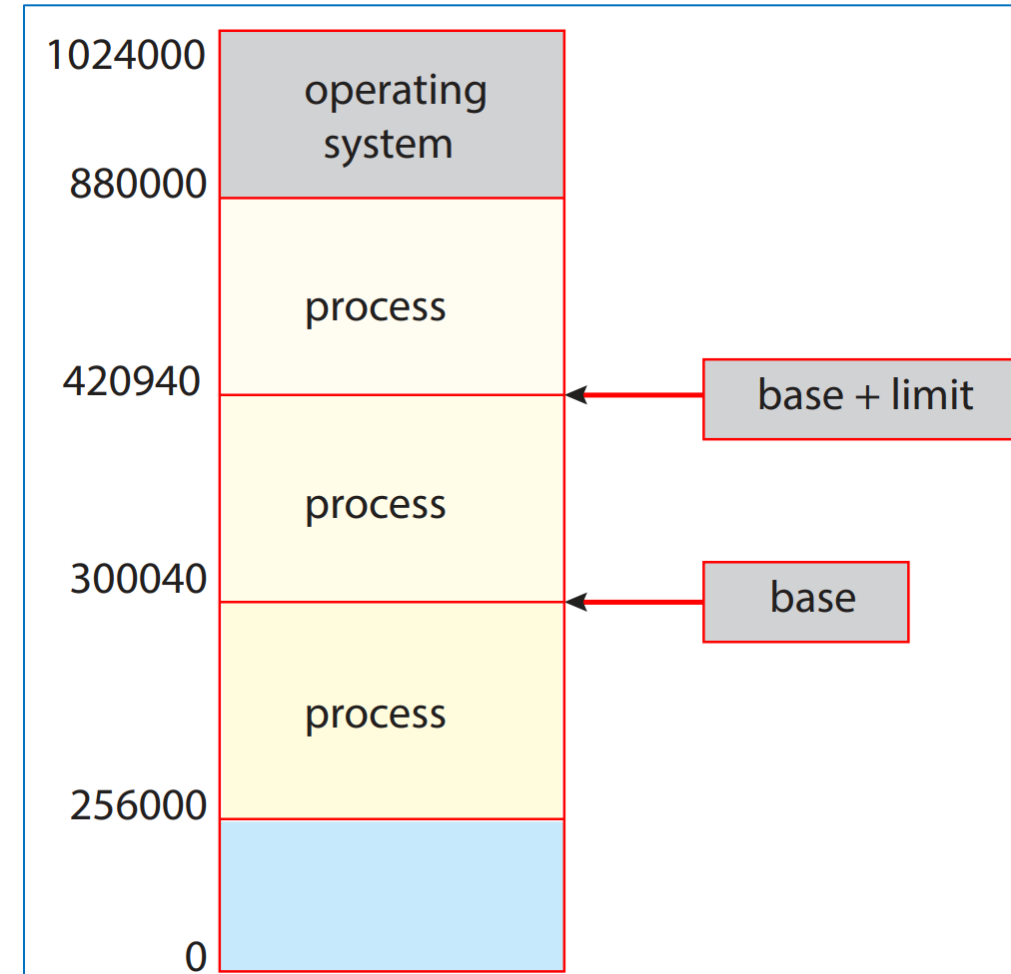 1024000
operating
system
880000
process
420940
base + limit
process
300040
base
process
256000
0